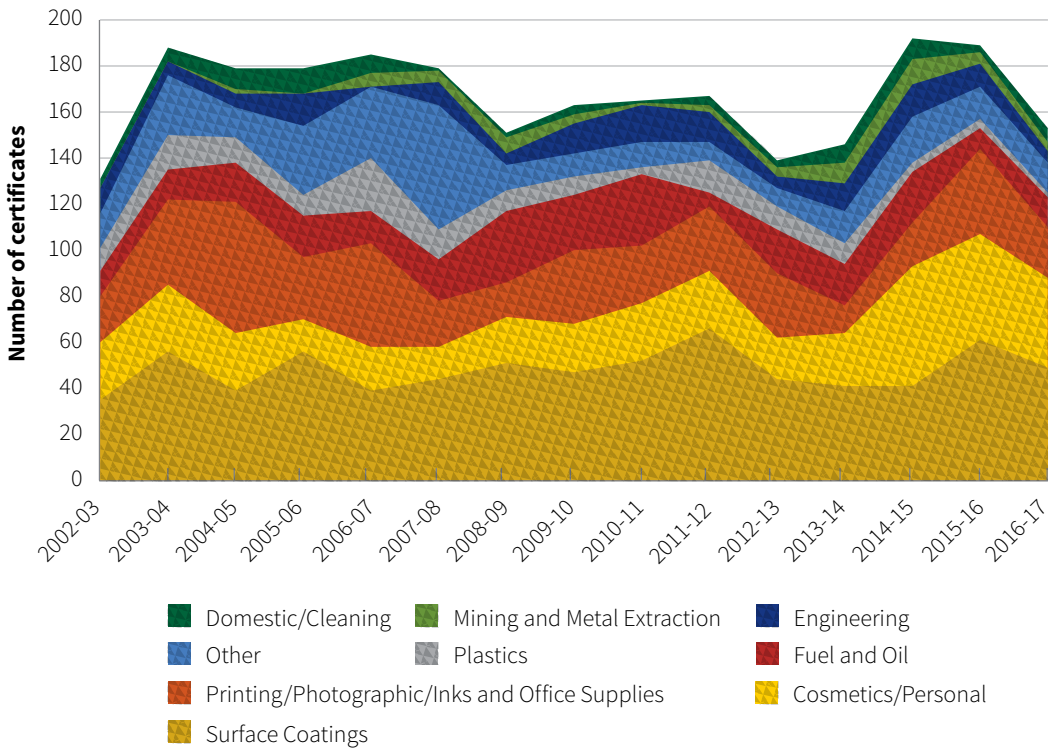 Number of certificates
200
180
160
140
120
100
80
60
40
20
0
2002-03
2003-04
2004-05
2005-06
2006-07
2007-08
2008-09
2009-10
2010-11
2011-12
2012-13
2013-14
2014-15
2015-16
2016-17
Domestic/Cleaning
Mining and Metal Extraction
Engineering
Other
Plastics
Fuel and Oil
Printing/Photographic/Inks and Office Supplies
Cosmetics/Personal
Surface Coatings